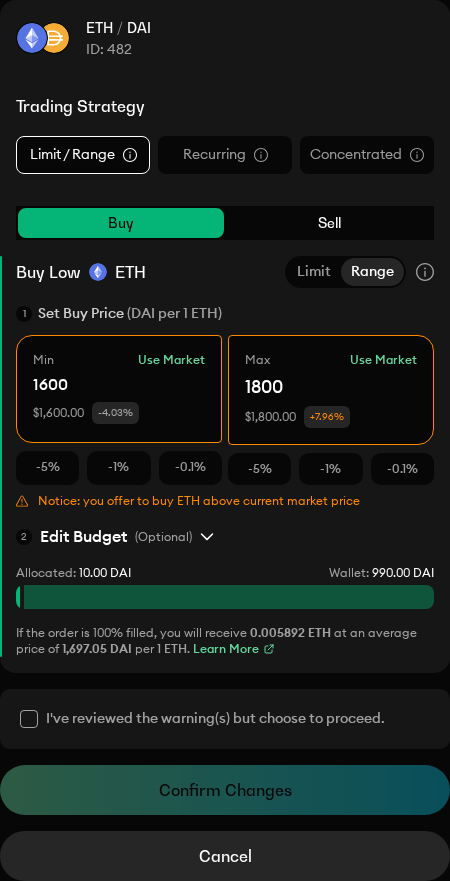 ETH / DAI
ID: 482
Trading Strategy
Limit / Range
Recurring
Concentrated
Buy
Sell
Buy Low ETH
Limit
Range
1 Set Buy Price (DAI per 1 ETH)
Min
Use Market
1600
$1,600.00
-4.03%
Max
Use Market
1800
$1,800.00
+7.96%
-5%
-1%
-0.1%
-5%
-1%
-0.1%
Notice: you offer to buy ETH above current market price
2 Edit Budget (Optional)
Allocated: 10.00 DAI
Wallet: 990.00 DAI
If the order is 100% filled, you will receive 0.005892 ETH at an average
price of 1,697.05 DAI per 1 ETH. Learn More
I've reviewed the warning(s) but choose to proceed.
Confirm Changes
Cancel